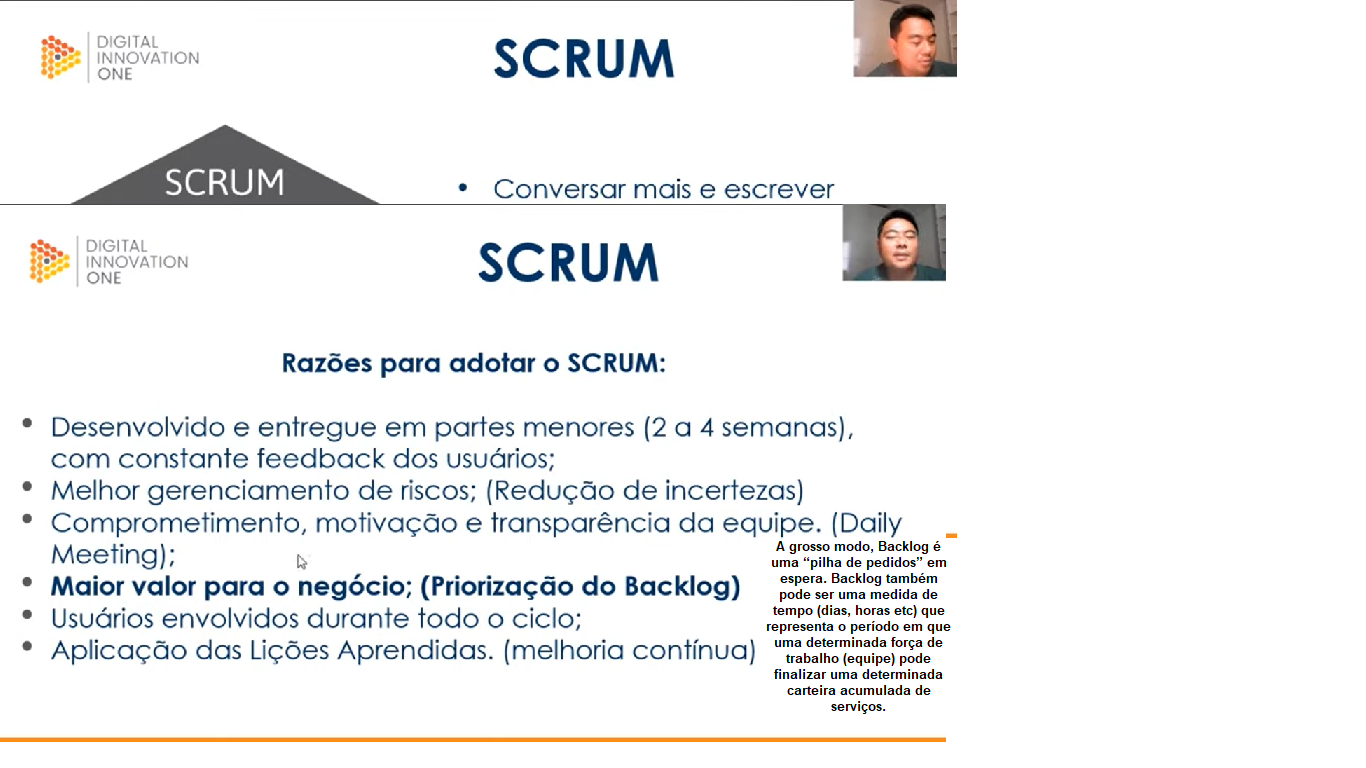 DIGITAL
INNOVATION
ONE
SCRUM
SCRUM
• Conversar mais e escrever
DIGITAL
INNOVATION
ONE
SCRUM
Razões para adotar o SCRUM:
• Desenvolvido e entregue em partes menores (2 a 4 semanas),
com constante feedback dos usuários;
• Melhor gerenciamento de riscos; (Redução de incertezas)
• Comprometimento, motivação e transparência da equipe. (Daily
Meeting);
• Maior valor para o negócio; (Priorização do Backlog)
• Usuários envolvidos durante todo o ciclo;
• Aplicação das Lições Aprendidas. (melhoria contínua)
A grosso modo, Backlog é
uma “pilha de pedidos” em
espera. Backlog também
pode ser uma medida de
tempo (dias, horas etc) que
representa o período em que
uma determinada força de
trabalho (equipe) pode
finalizar uma determinada
carteira acumulada de
serviços.